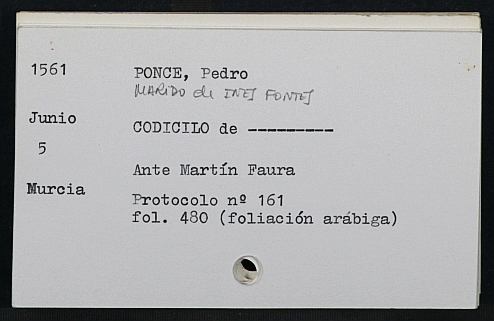 1561
PONCE, Pedro
MARIDO de INES FONTES
Junio
CODICILO de ---------
5
Ante Martín Faura
Murcia
Protocolo nº 161
fol. 480 (foliación arábiga)